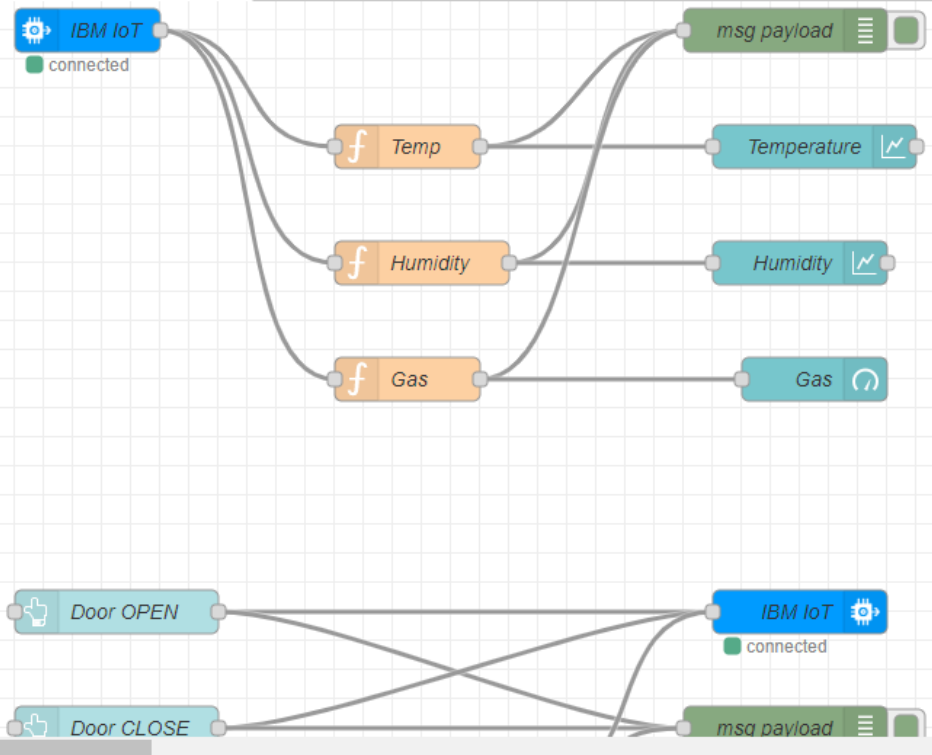 IBM IoT
msg payload
connected
Temp
Temperature
Humidity
Humidity
Gas
Gas
Door OPEN
IBM IoT
connected
Door CLOSE
msg payload